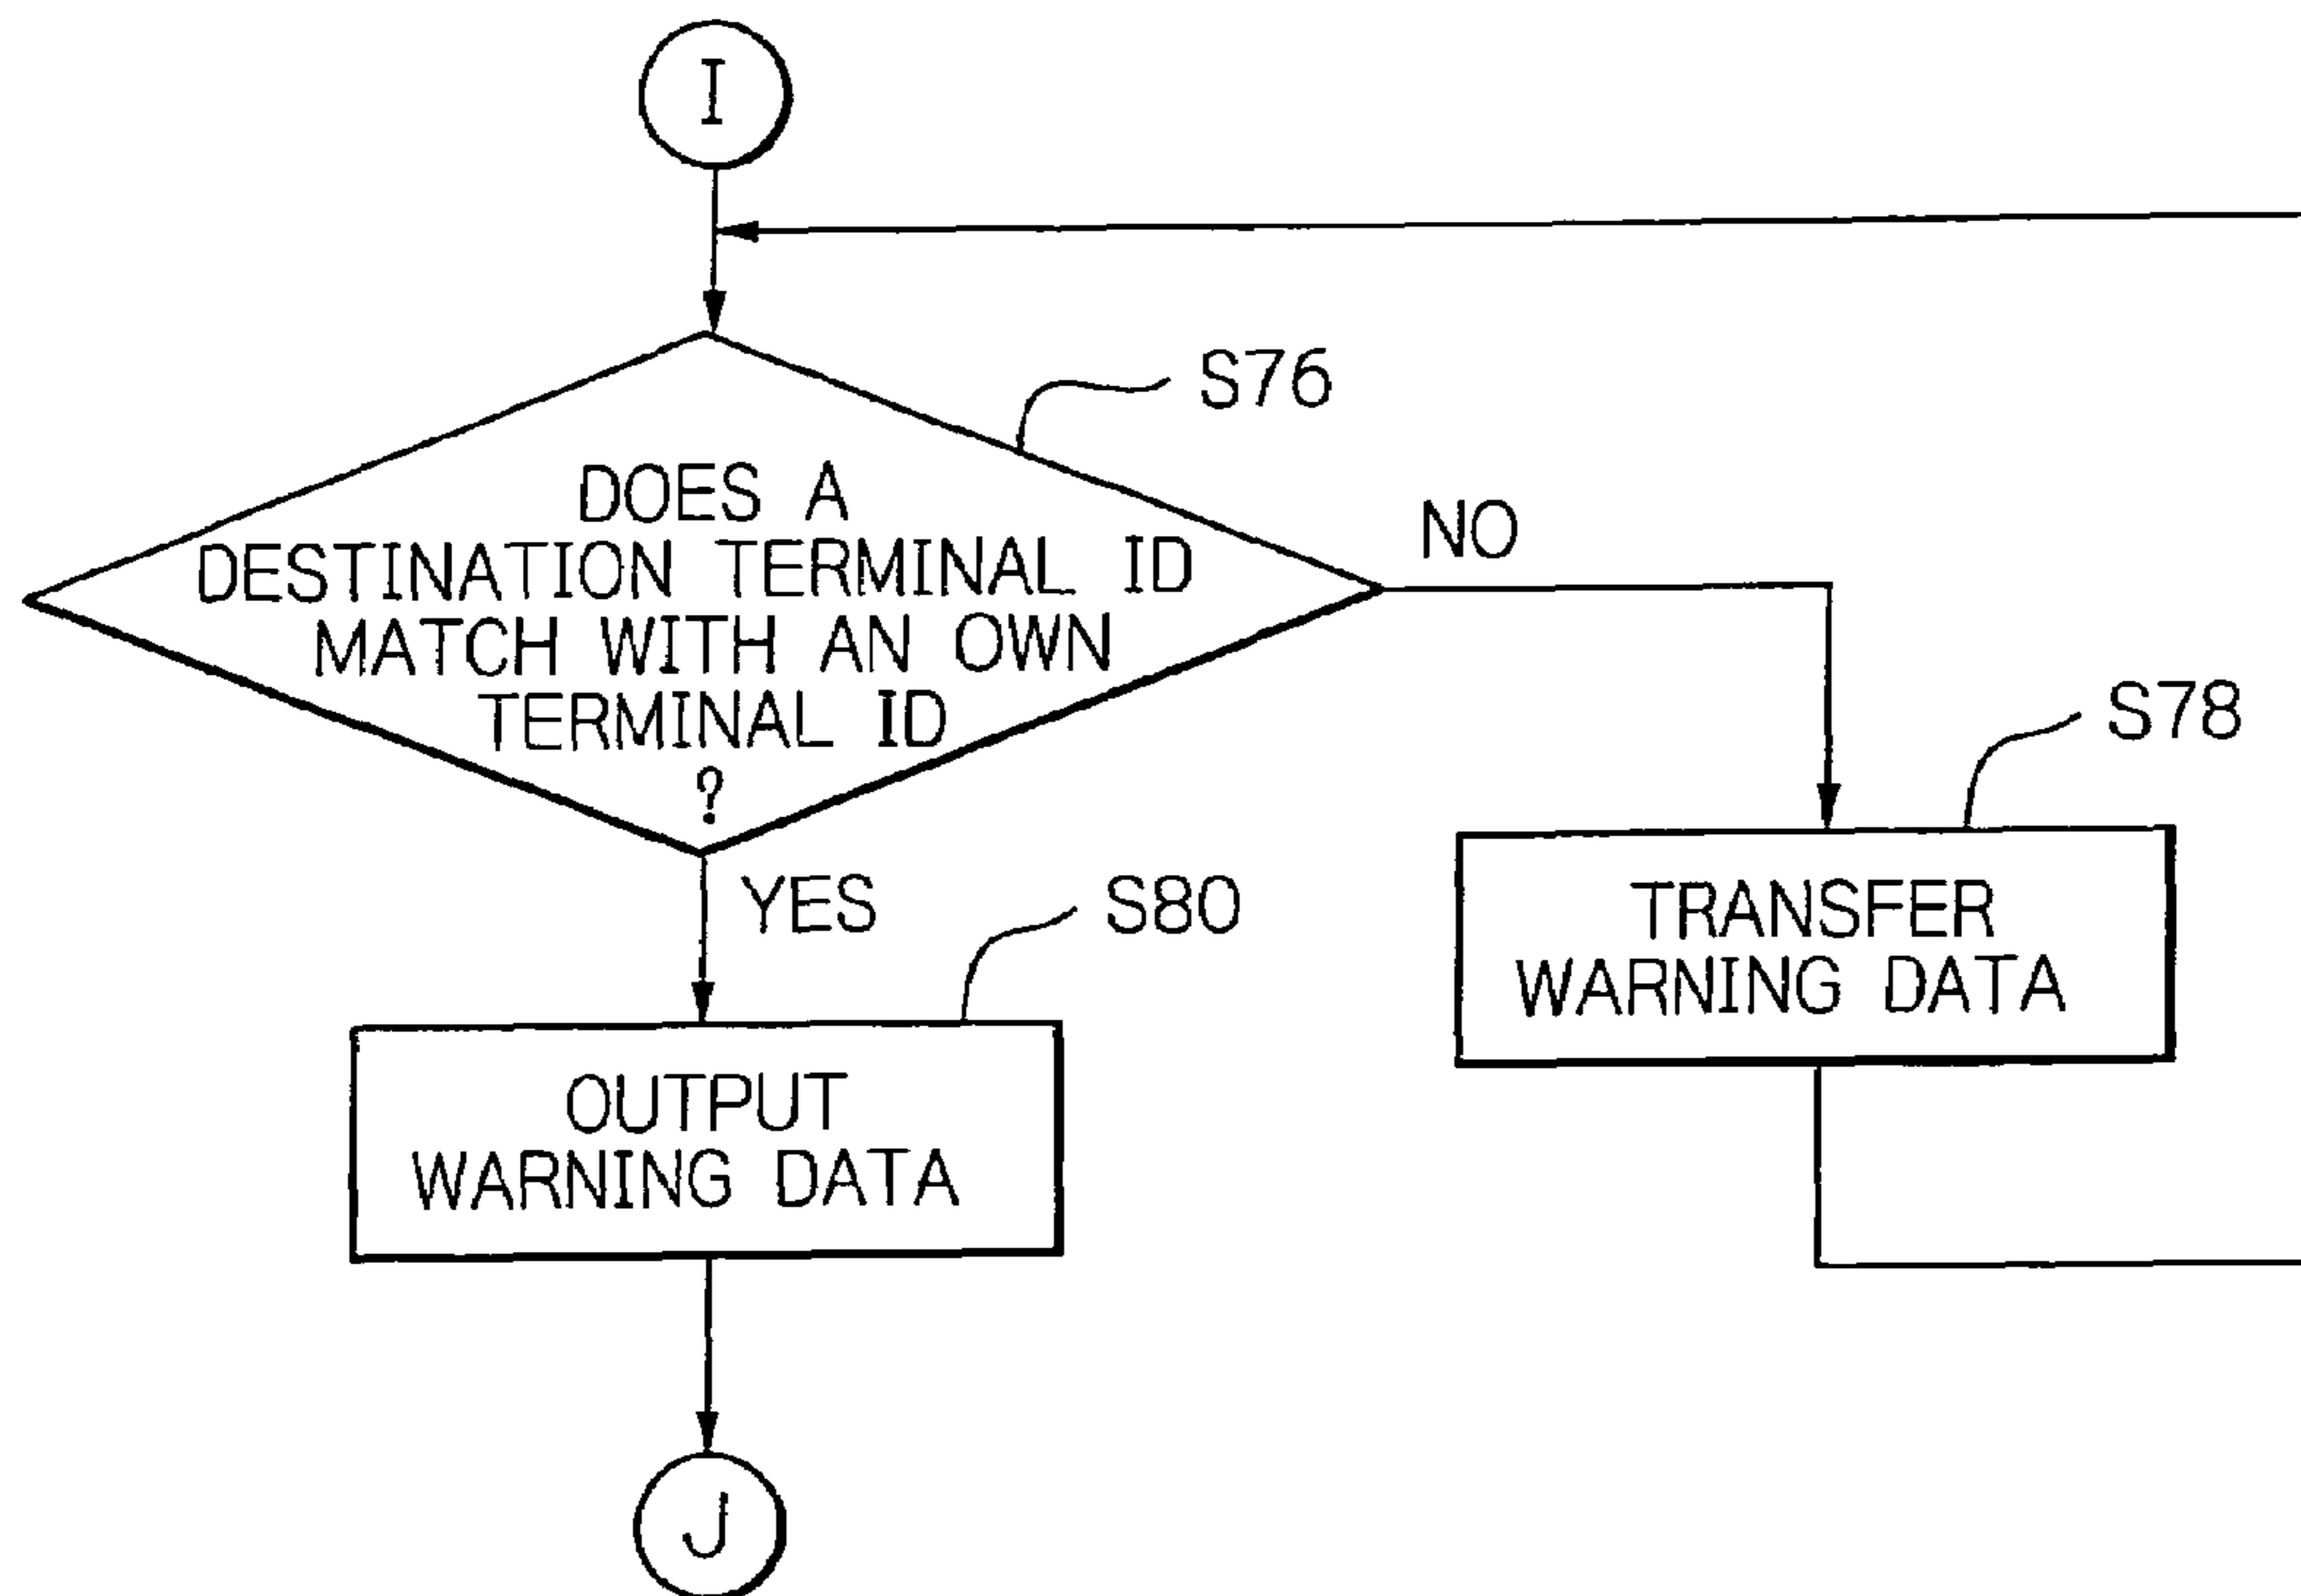 I
S76
DOES A
DESTINATION TERMINAL ID
MATCH WITH AN OWN
TERMINAL ID
?
NO
YES
S78
TRANSFER
WARNING DATA
S80
OUTPUT
WARNING DATA
J